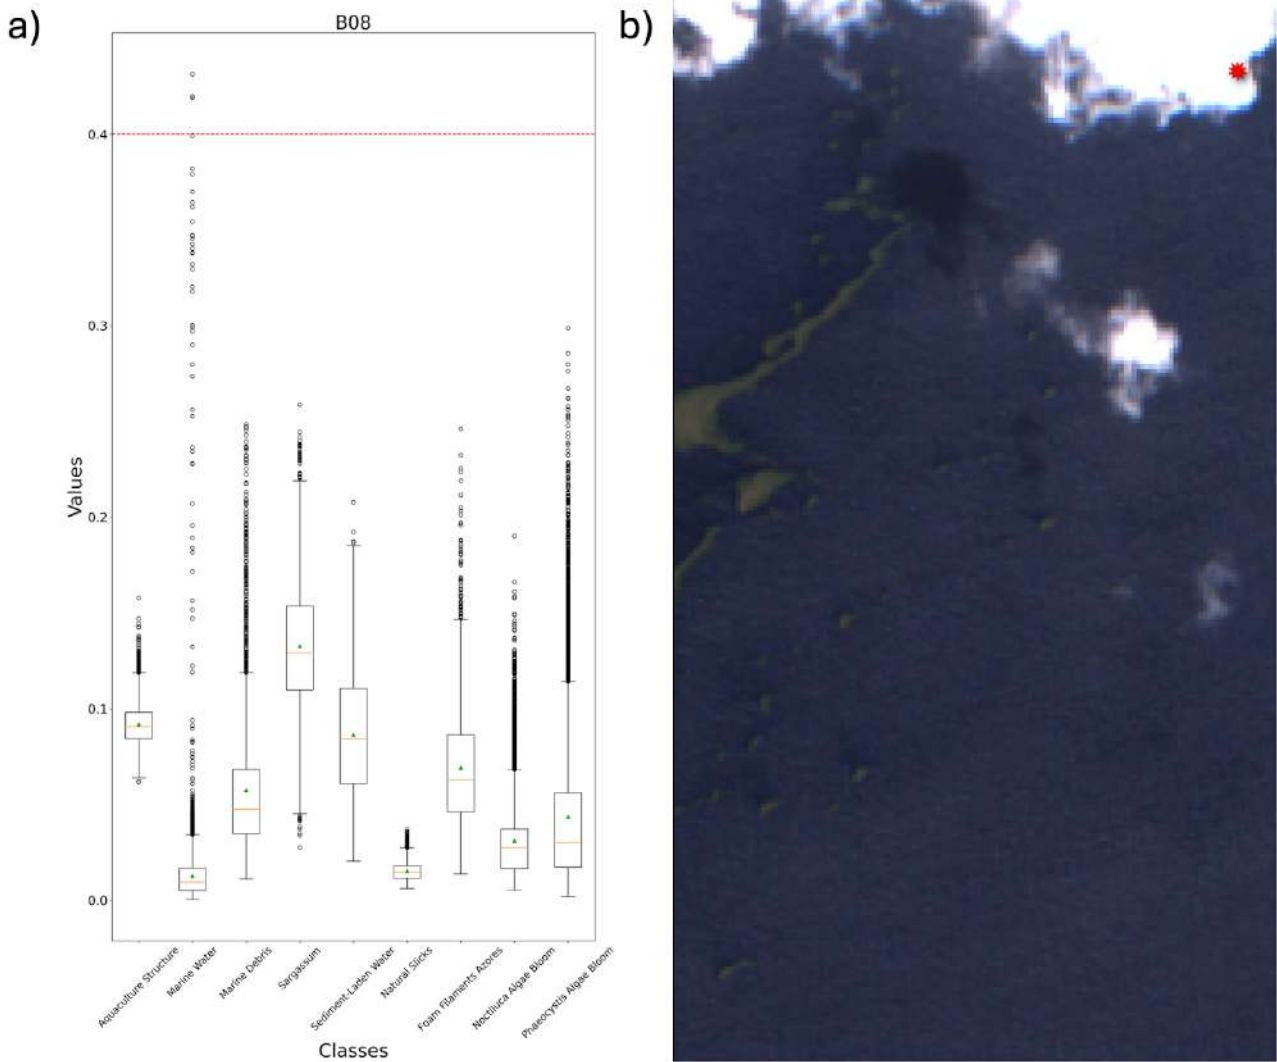 a)
B08
b)
0.4
0.3
0.2
0.1
0.0
Values
Aquaculture Structure
Marine Water
Marine Debris
Sargassum
Sediment-Laden Water
Natural Slicks
Foam Filaments Azores
Noctiluca Algae Bloom
Phaeocystis Algae Bloom
Classes